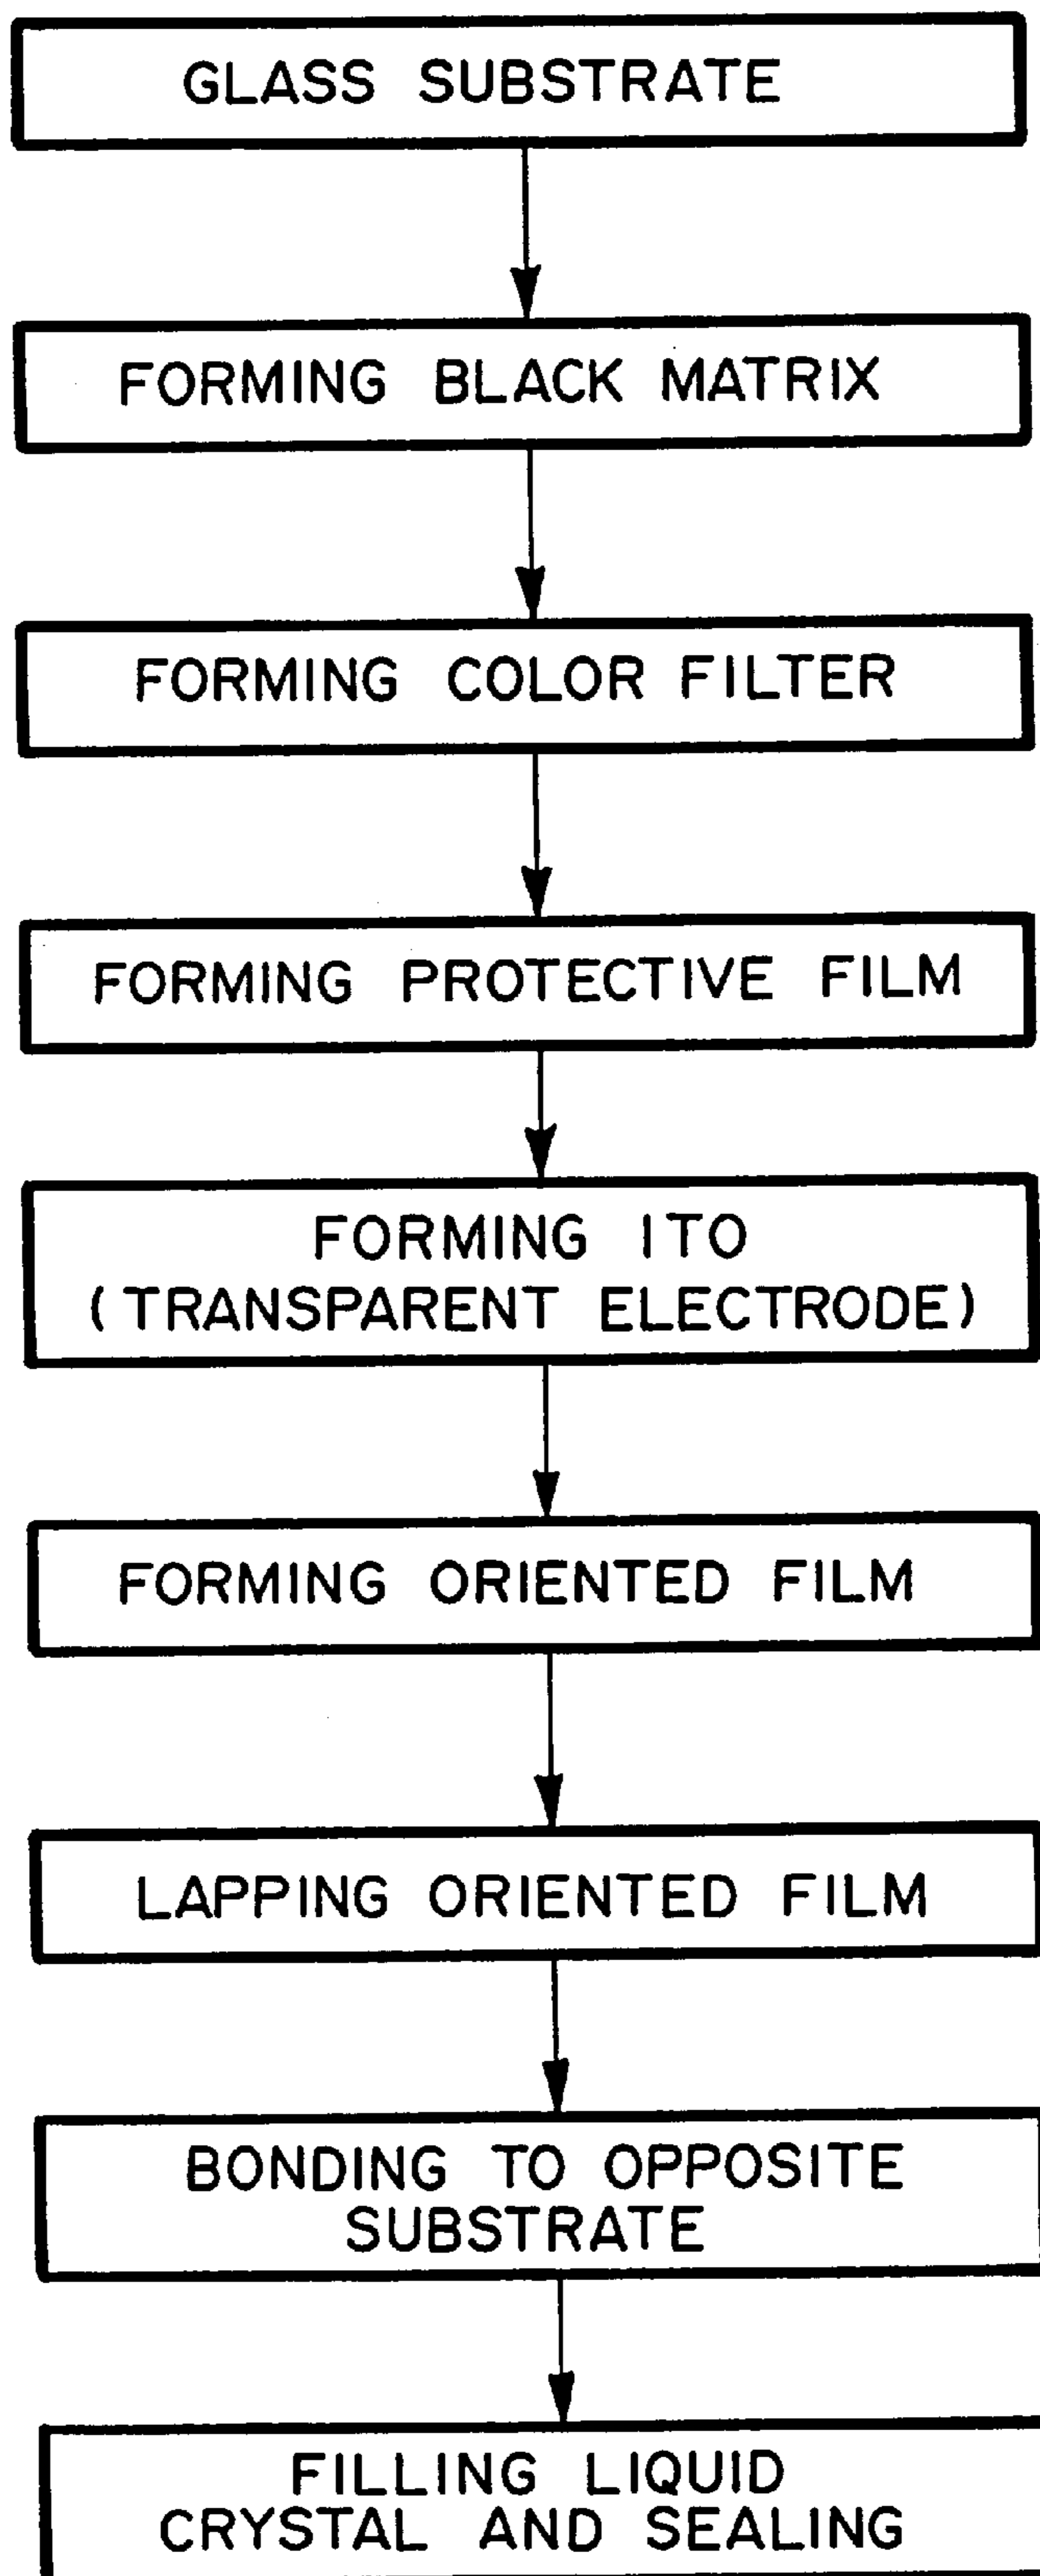 GLASS SUBSTRATE
FORMING BLACK MATRIX
FORMING COLOR FILTER
FORMING PROTECTIVE FILM
FORMING ITO
(TRANSPARENT ELECTRODE)
FORMING ORIENTED FILM
LAPPING ORIENTED FILM
BONDING TO OPPOSITE
SUBSTRATE
FILLING LIQUID
CRYSTAL AND SEALING